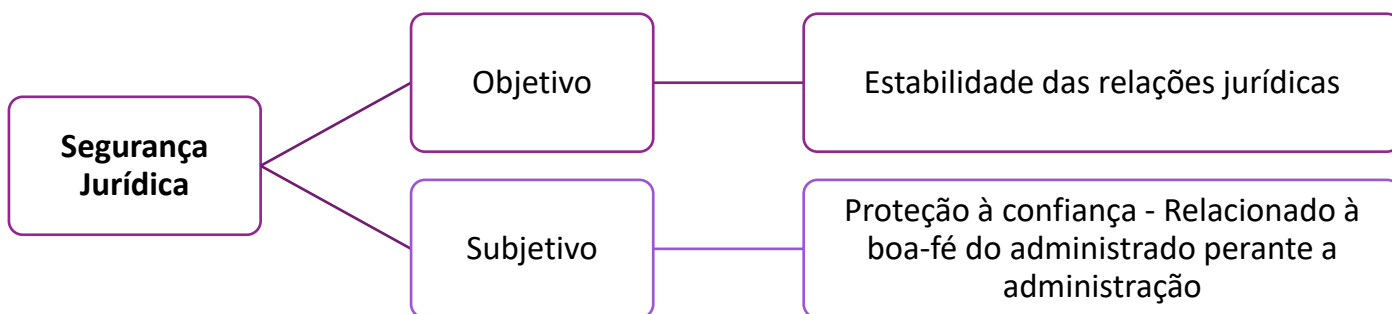 Segurança
Jurídica
Objetivo
Estabilidade das relações jurídicas
Subjetivo
Proteção à confiança - Relacionado à
boa-fé do administrado perante a
administração